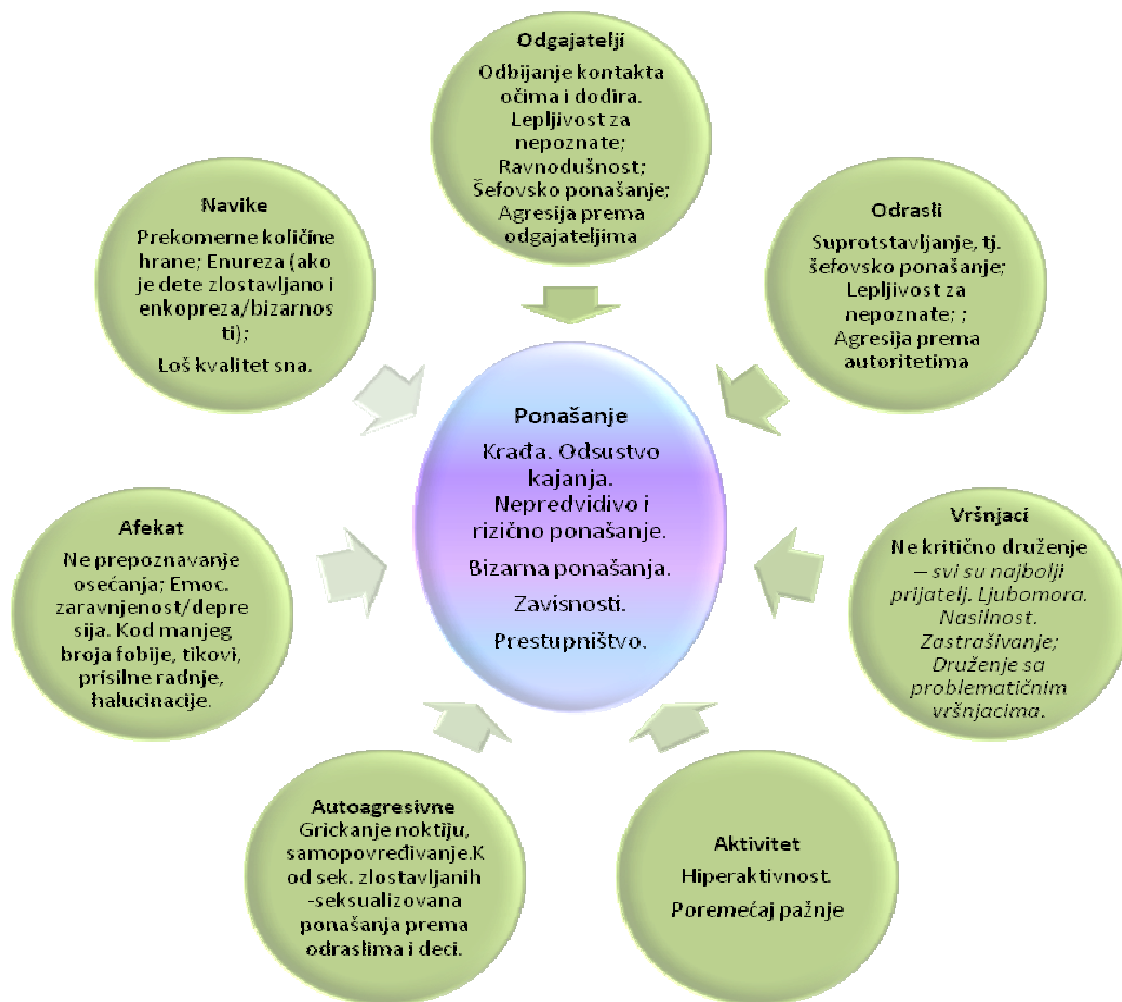 Odgajatelji
Odbijanje kontakta
očima i dodira.
Lepljivost za
nepoznate;
Ravnodušnost;
Šefovsko ponašanje;
Agresija prema
odgajateljima
Odrasli
Suprotstavljanje, tj.
šefovsko ponašanje;
Lepljivost za
nepoznate; ;
Agresija prema
autoritetima
Vršnjaci
Ne kritično druženje
– svi su najbolji
prijatelj. Ljubomora.
Nasilnost.
Zastrašivanje;
Druženje sa
problematičnim
vršnjacima.
Aktivitet
Hiperaktivnost.
Poremećaj pažnje
Autoagresivne
Grickanje noktiju,
samopovređivanje.K
od sek. zlostavljanih
-seksualizovana
ponašanja prema
odraslima i deci.
Afekat
Ne prepoznavanje
osećanja; Emoc.
zaravnjenost/depre
sija. Kod manjeg
broja fobije, tikovi,
prisilne radnje,
halucinacije.
Navike
Prekomerne količine
hrane; Enureza (ako
je dete zlostavljano i
enkopreza/bizarnos
ti);
Loš kvalitet sna.
Ponašanje
Krađa. Odsustvo
kajanja.
Nepredvidivo i
rizično ponašanje.
Bizarna ponašanja.
Zavisnosti.
Prestupništvo.